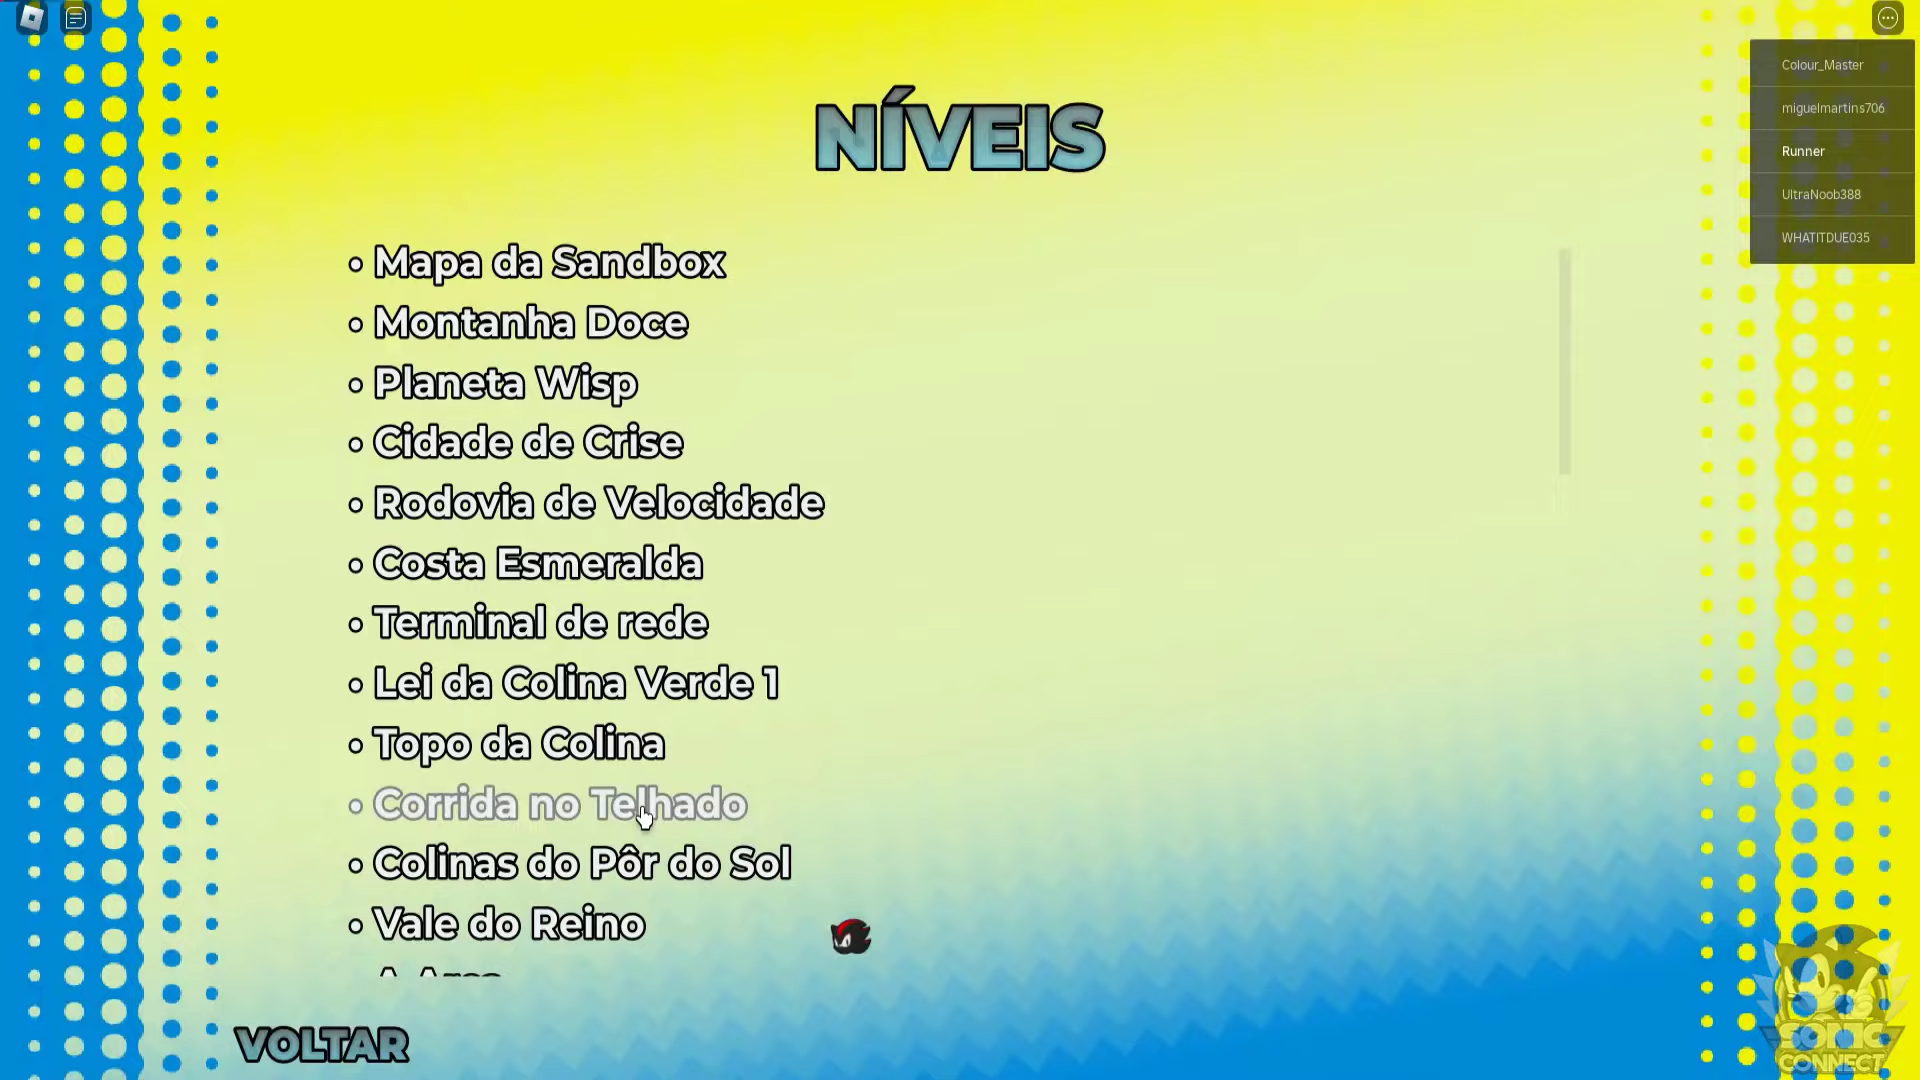 NÍVEIS
Colour_Master
miguelmartins706
Runner
UltraNoob388
WHATITDUE035
• Mapa da Sandbox
• Montanha Doce
• Planeta Wisp
• Cidade de Crise
• Rodovia de Velocidade
• Costa Esmeralda
• Terminal de rede
• Lei da Colina Verde 1
• Topo da Colina
• Corrida no Telhado
• Colinas do Pôr do Sol
• Vale do Reino
VOLTAR
SONIC
CONNECT